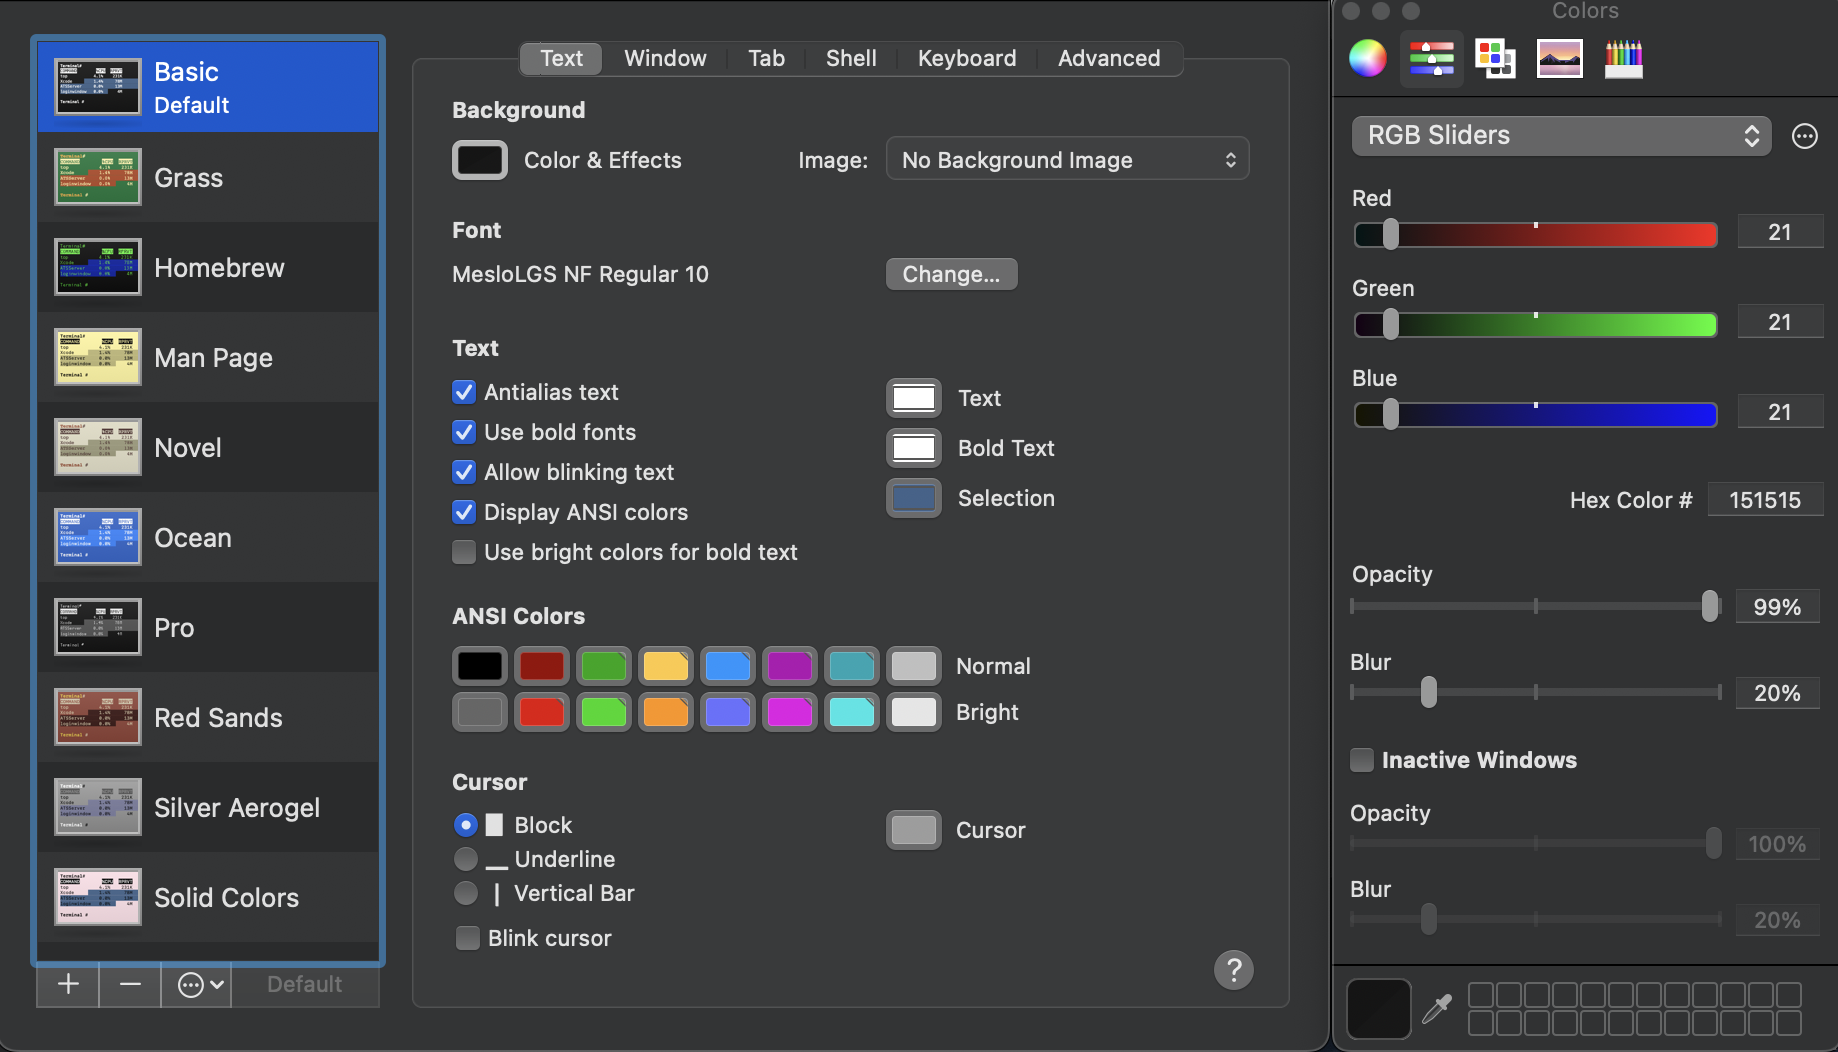 Basic
Default
Grass
Homebrew
Man Page
Novel
Ocean
Pro
Red Sands
Silver Aerogel
Solid Colors
Default
Text Window Tab Shell Keyboard Advanced
Background
Color & Effects Image: No Background Image
Font
MesloLGS NF Regular 10 Change...
Text
Antialias text
Use bold fonts
Allow blinking text
Display ANSI colors
Use bright colors for bold text
Text
Bold Text
Selection
ANSI Colors
Normal
Bright
Cursor
Block
Underline
Vertical Bar
Blink cursor
Cursor
?
Colors
RGB Sliders
Red
21
Green
21
Blue
21
Hex Color # 151515
Opacity
99%
Blur
20%
Inactive Windows
Opacity
100%
Blur
20%